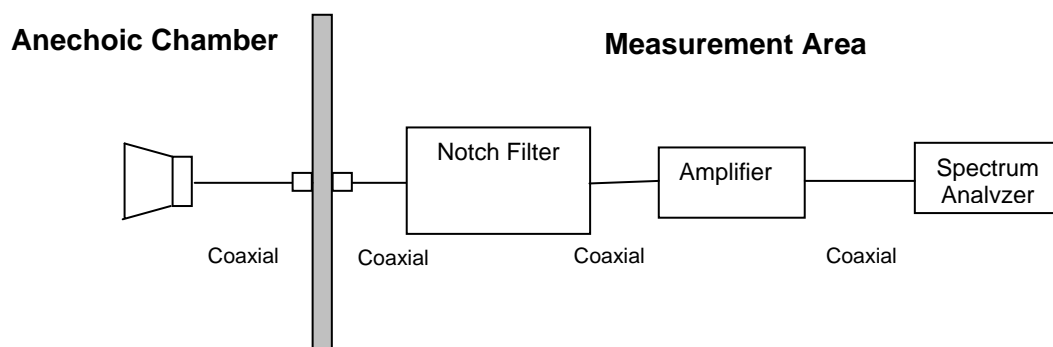 Anechoic Chamber
Measurement Area
Notch Filter
Amplifier
Spectrum
Analyzer
Coaxial
Coaxial
Coaxial
Coaxial